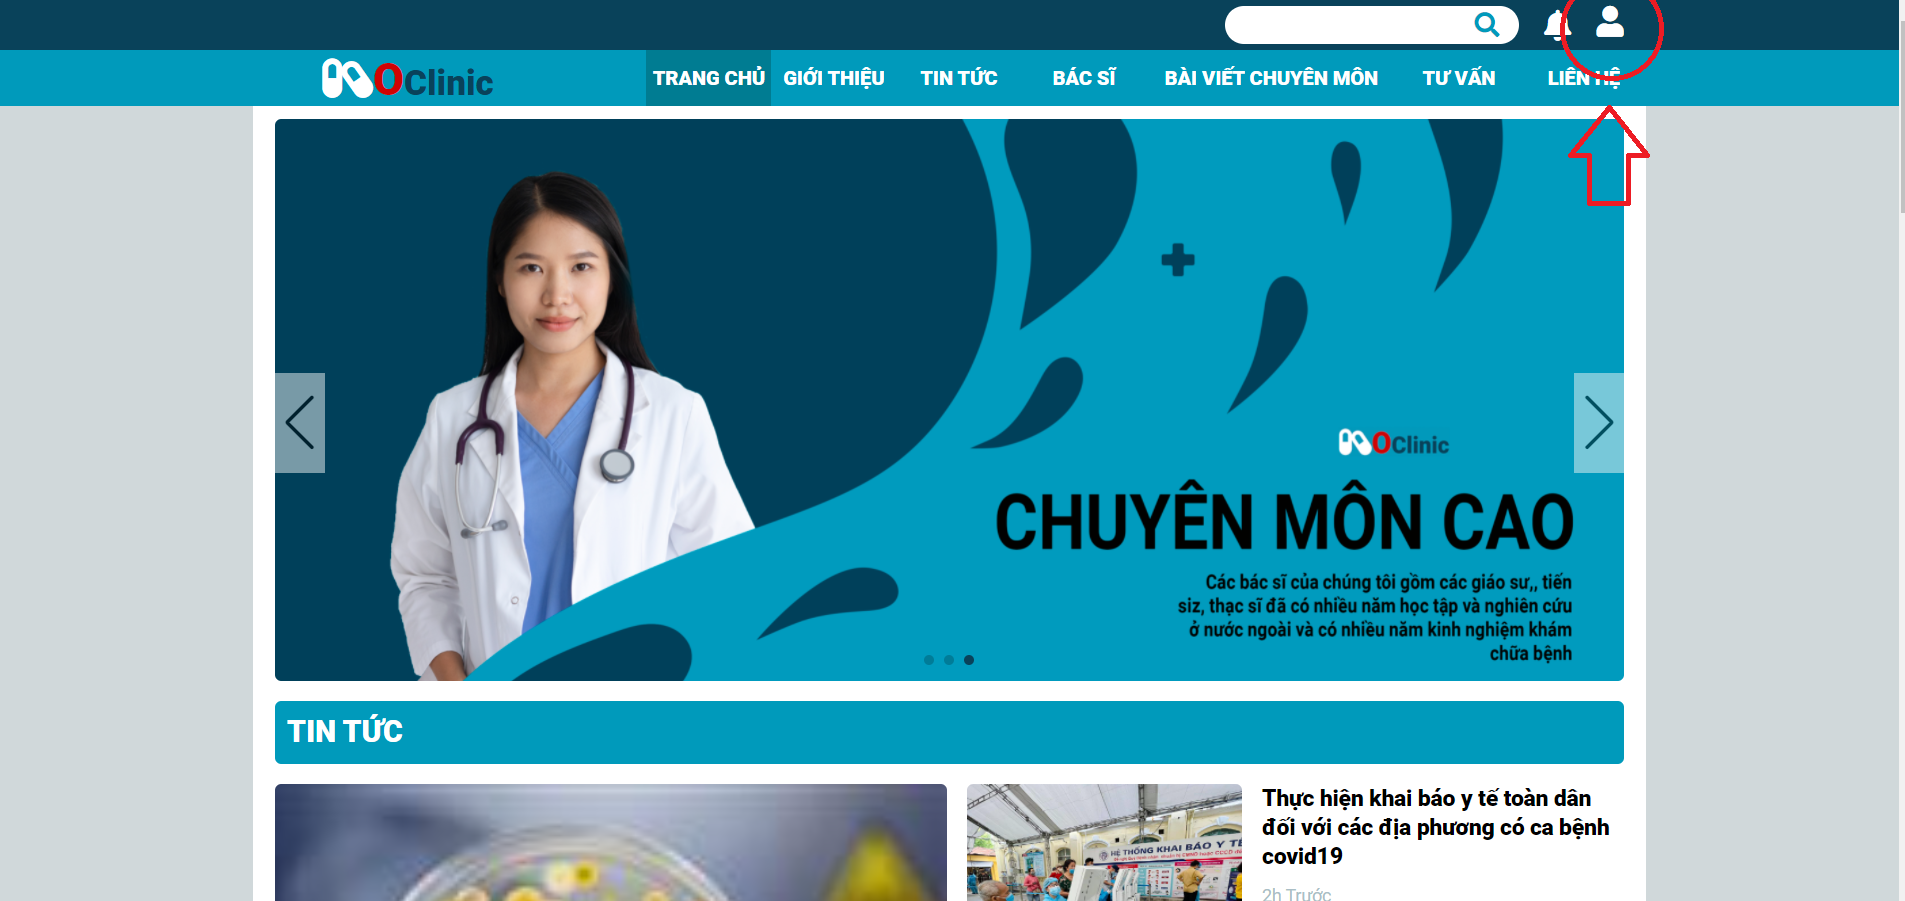 OClinic
TRANG CHỦ GIỚI THIỆU TIN TỨC BÁC SĨ BÀI VIẾT CHUYÊN MÔN TƯ VẤN LIÊN HỆ
OClinic
CHUYÊN MÔN CAO
Các bác sĩ của chúng tôi gồm các giáo sư,, tiến
siz, thạc sĩ đã có nhiều năm học tập và nghiên cứu
ở nước ngoài và có nhiều năm kinh nghiệm khám
chữa bệnh
TIN TỨC
HỆ THỐNG KHAI BÁO Y TẾ
Thực hiện khai báo y tế toàn dân
đối với các địa phương có ca bệnh
covid19
2h Trước